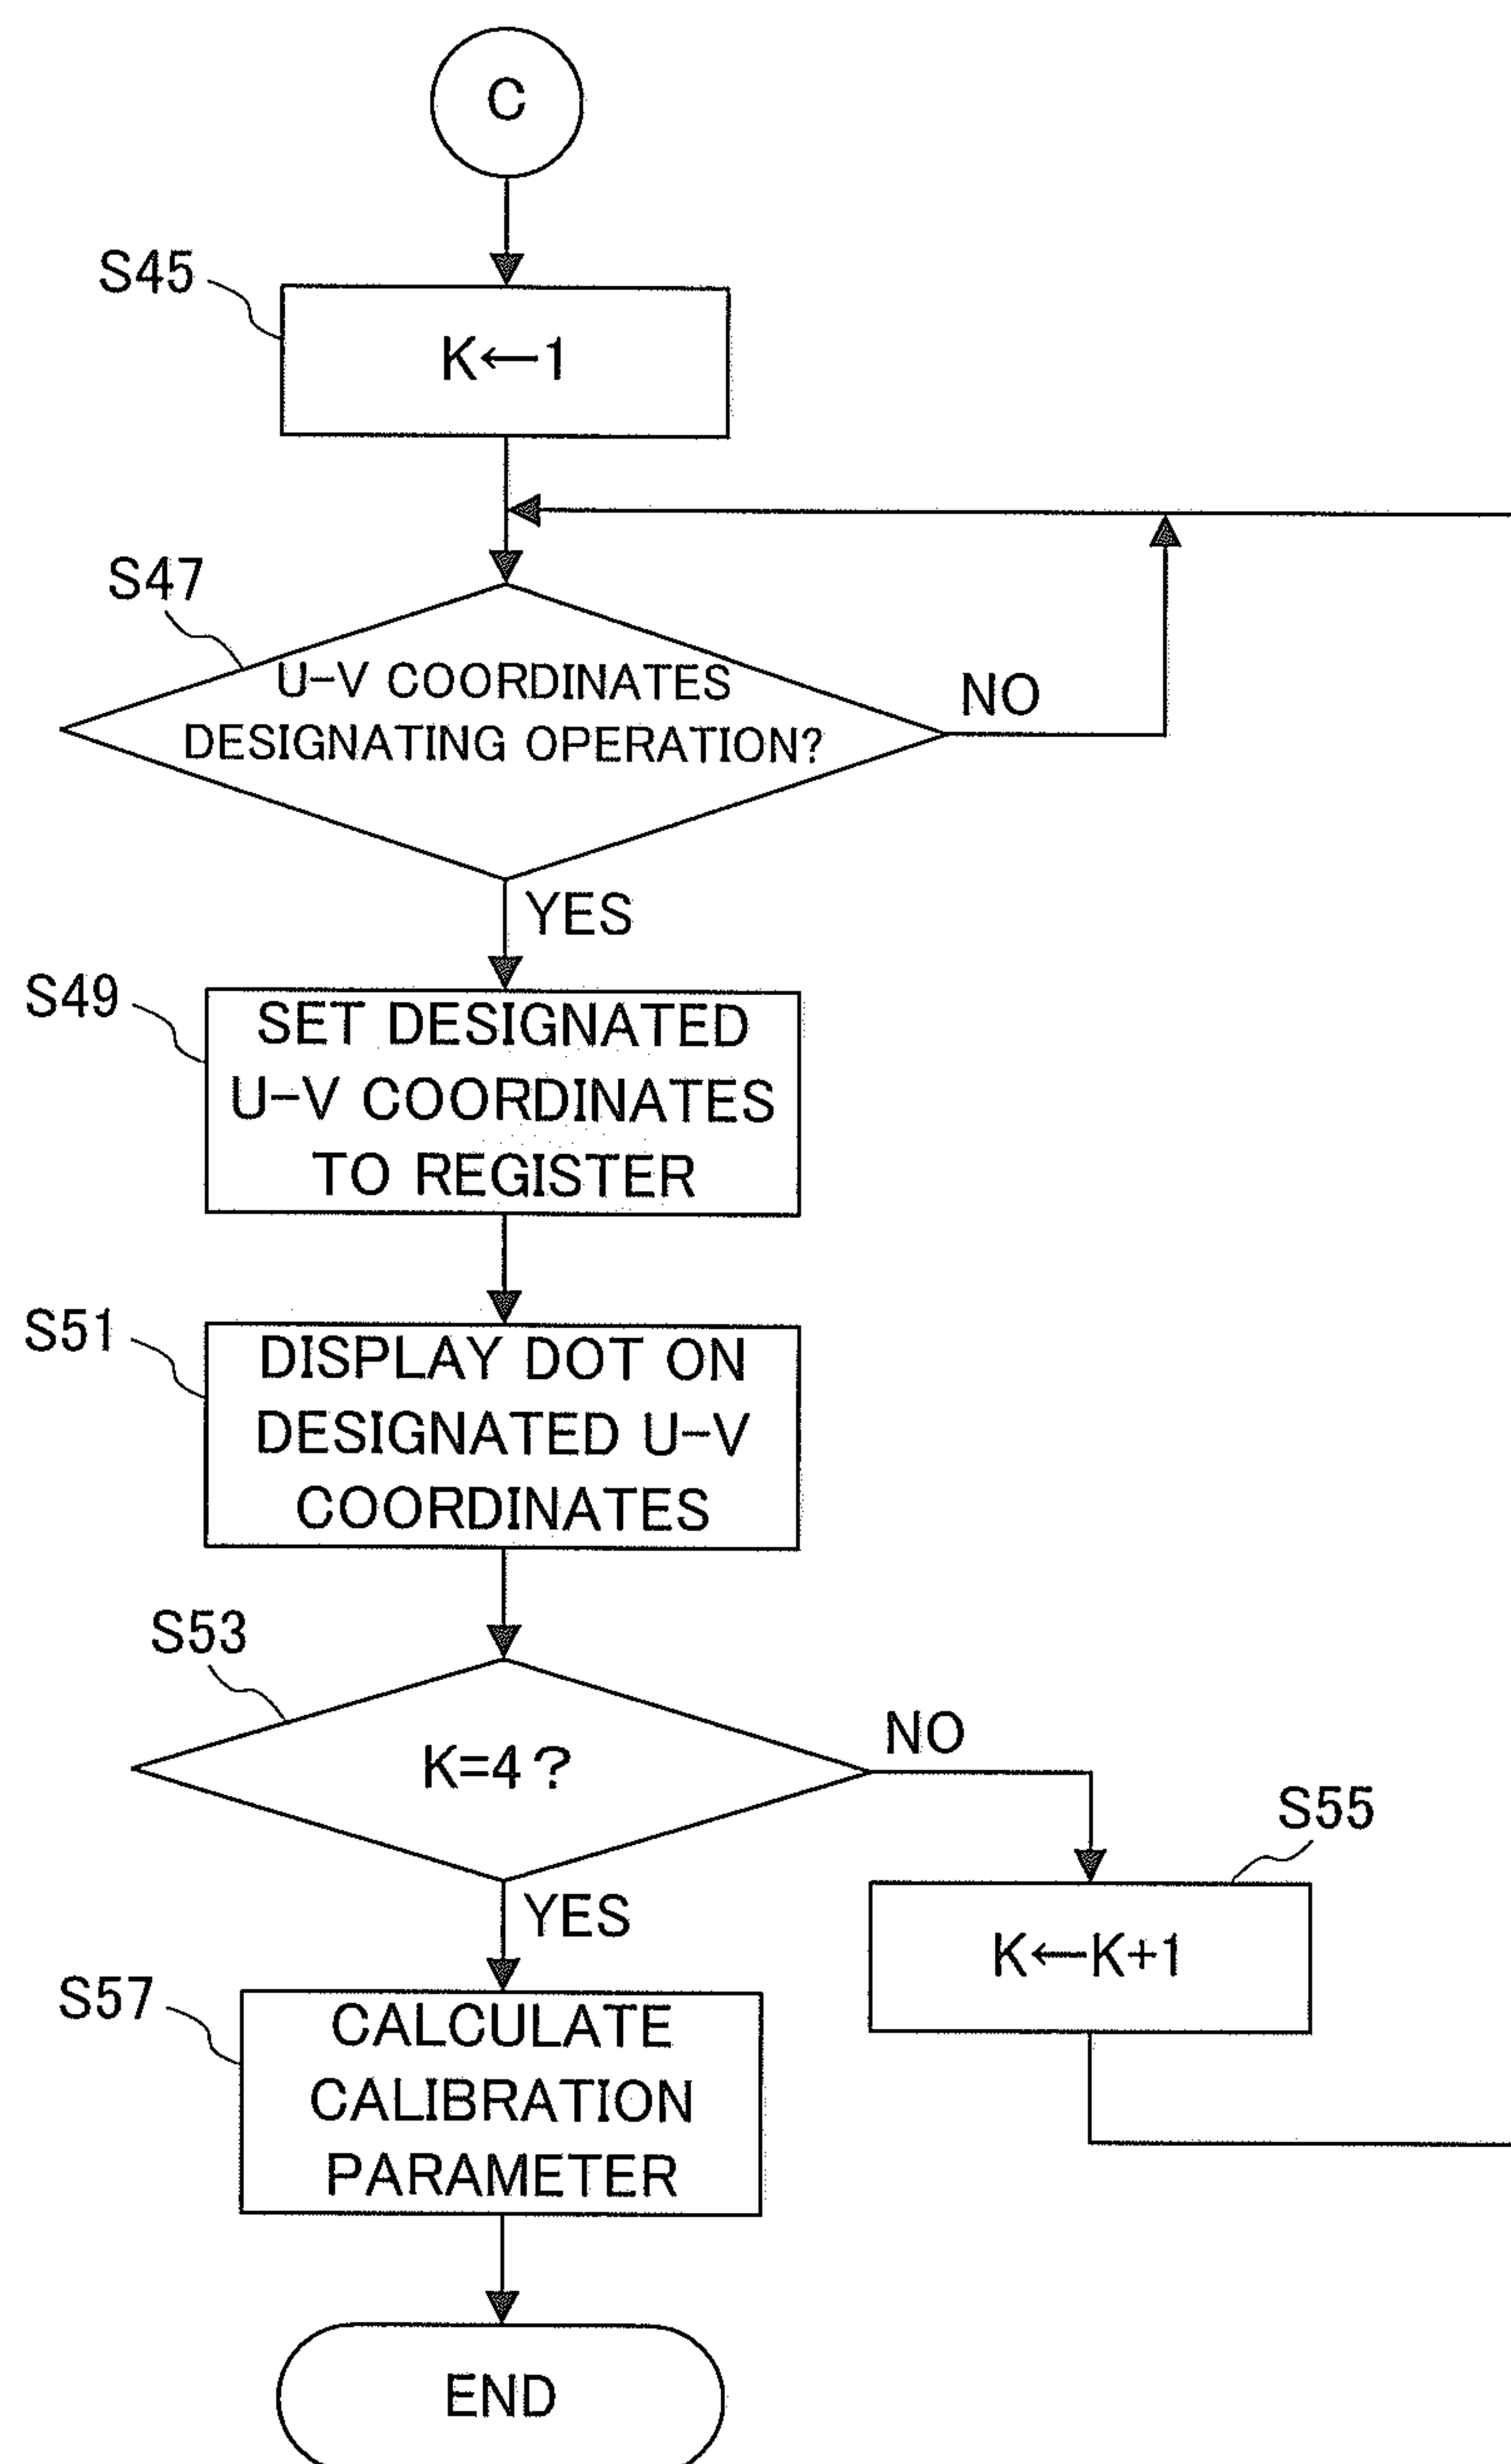 C
S45
K←1
S47
U-V COORDINATES
DESIGNATING OPERATION?
NO
YES
S49
SET DESIGNATED
U-V COORDINATES
TO REGISTER
S51
DISPLAY DOT ON
DESIGNATED U-V
COORDINATES
S53
K=4?
NO
S55
K←K+1
YES
S57
CALCULATE
CALIBRATION
PARAMETER
END